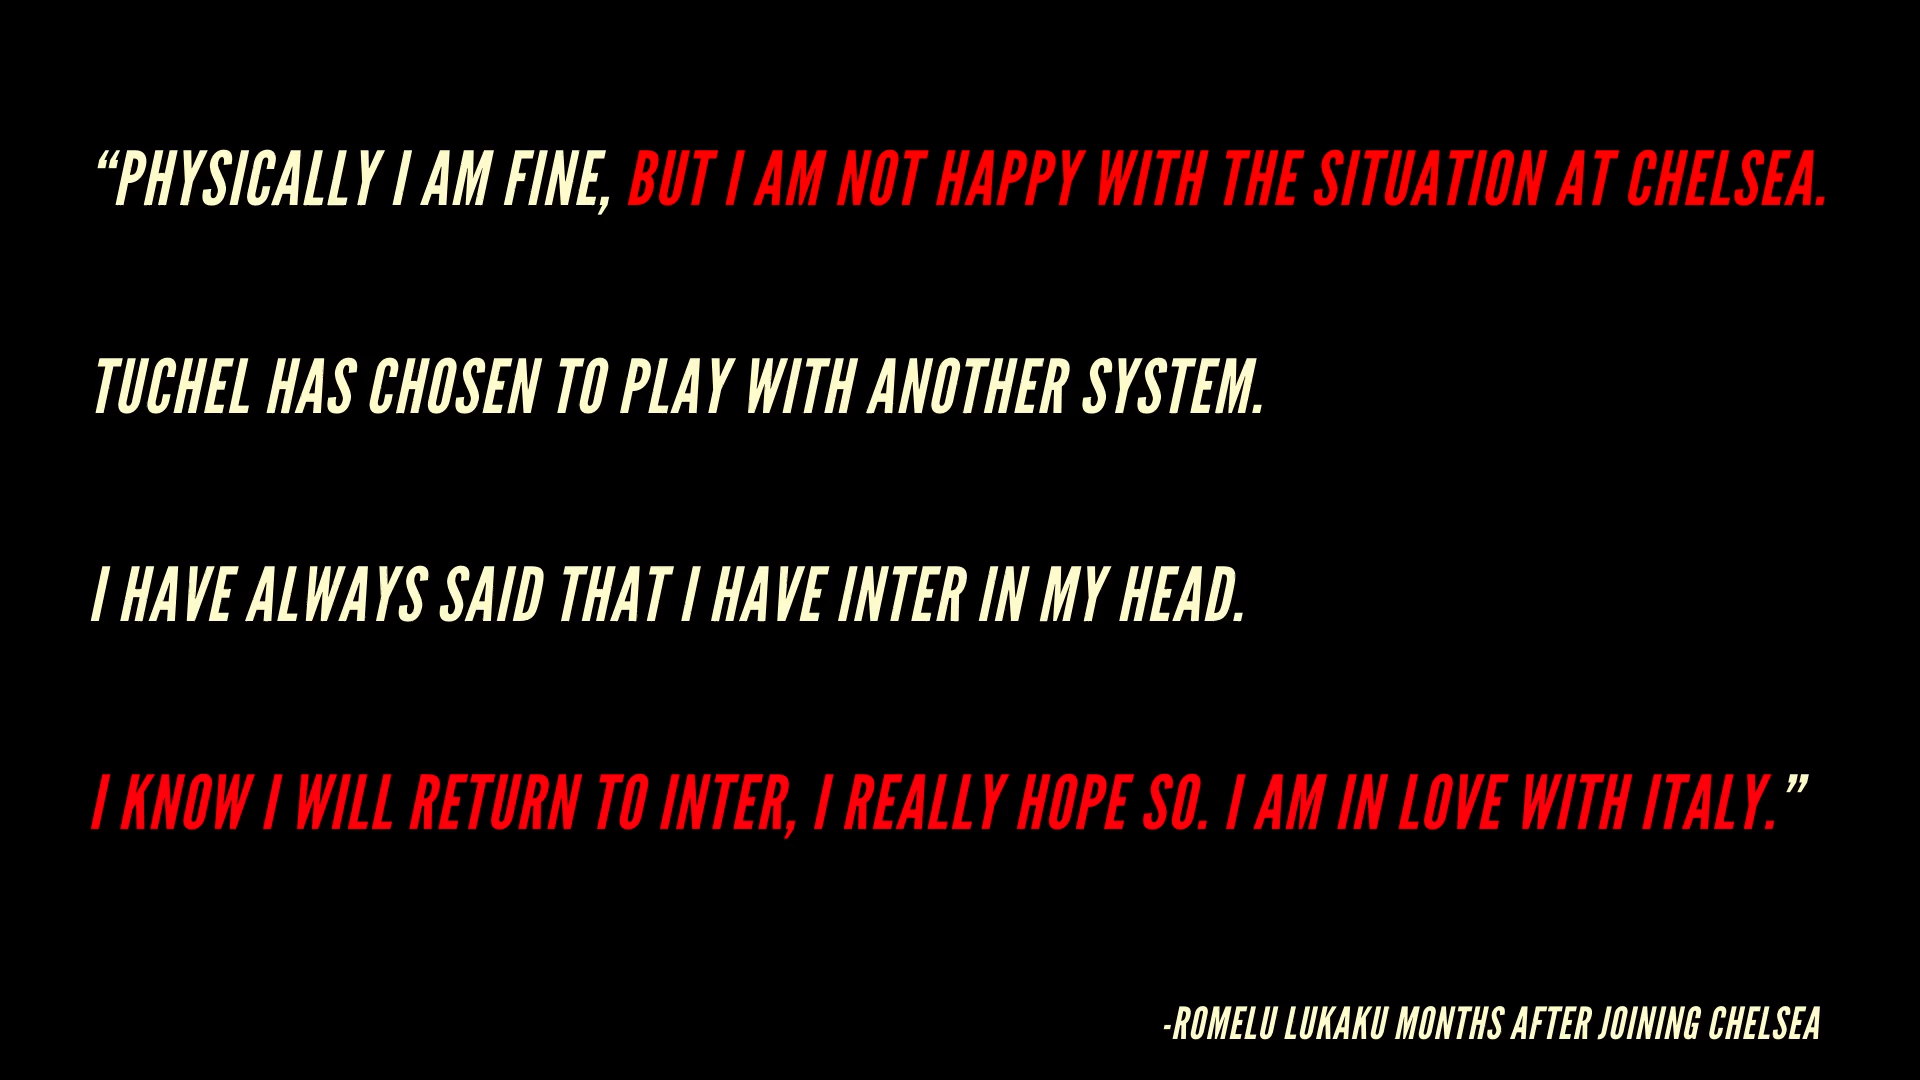 “PHYSICALLY I AM FINE, BUT I AM NOT HAPPY WITH THE SITUATION AT CHELSEA.
TUCHEL HAS CHOSEN TO PLAY WITH ANOTHER SYSTEM.
I HAVE ALWAYS SAID THAT I HAVE INTER IN MY HEAD.
I KNOW I WILL RETURN TO INTER, I REALLY HOPE SO. I AM IN LOVE WITH ITALY.”
-ROMELU LUKAKU MONTHS AFTER JOINING CHELSEA